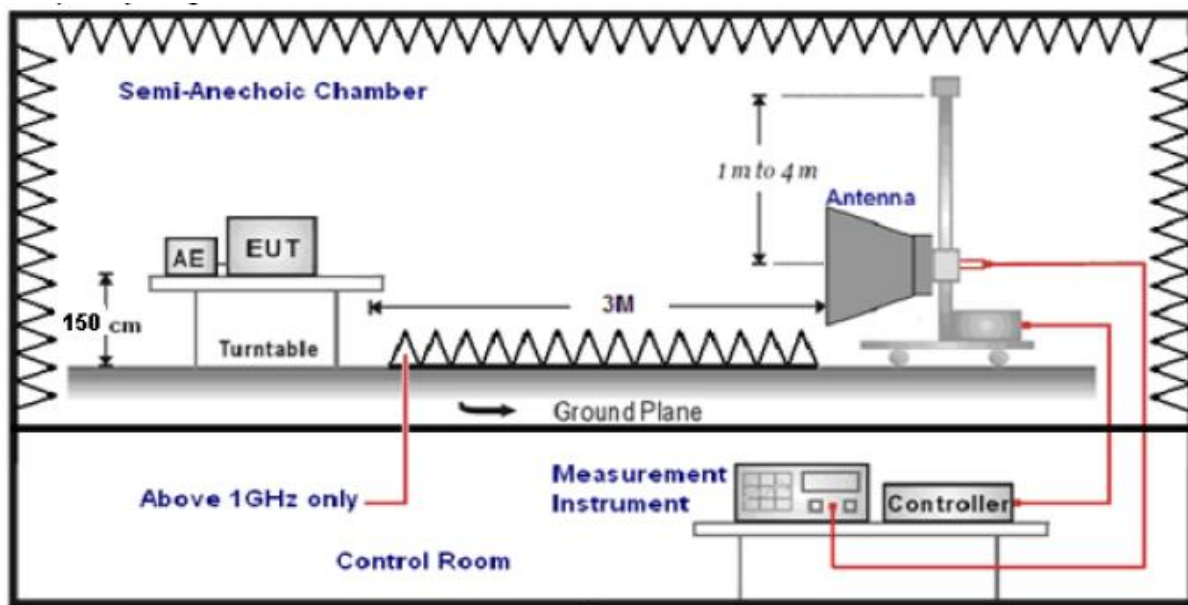 Semi-Anechoic Chamber
1 m to 4 m
Antenna
AE
EUT
3M
150 cm
Turntable
Ground Plane
Above 1GHz only
Measurement
Instrument
Controller
Control Room